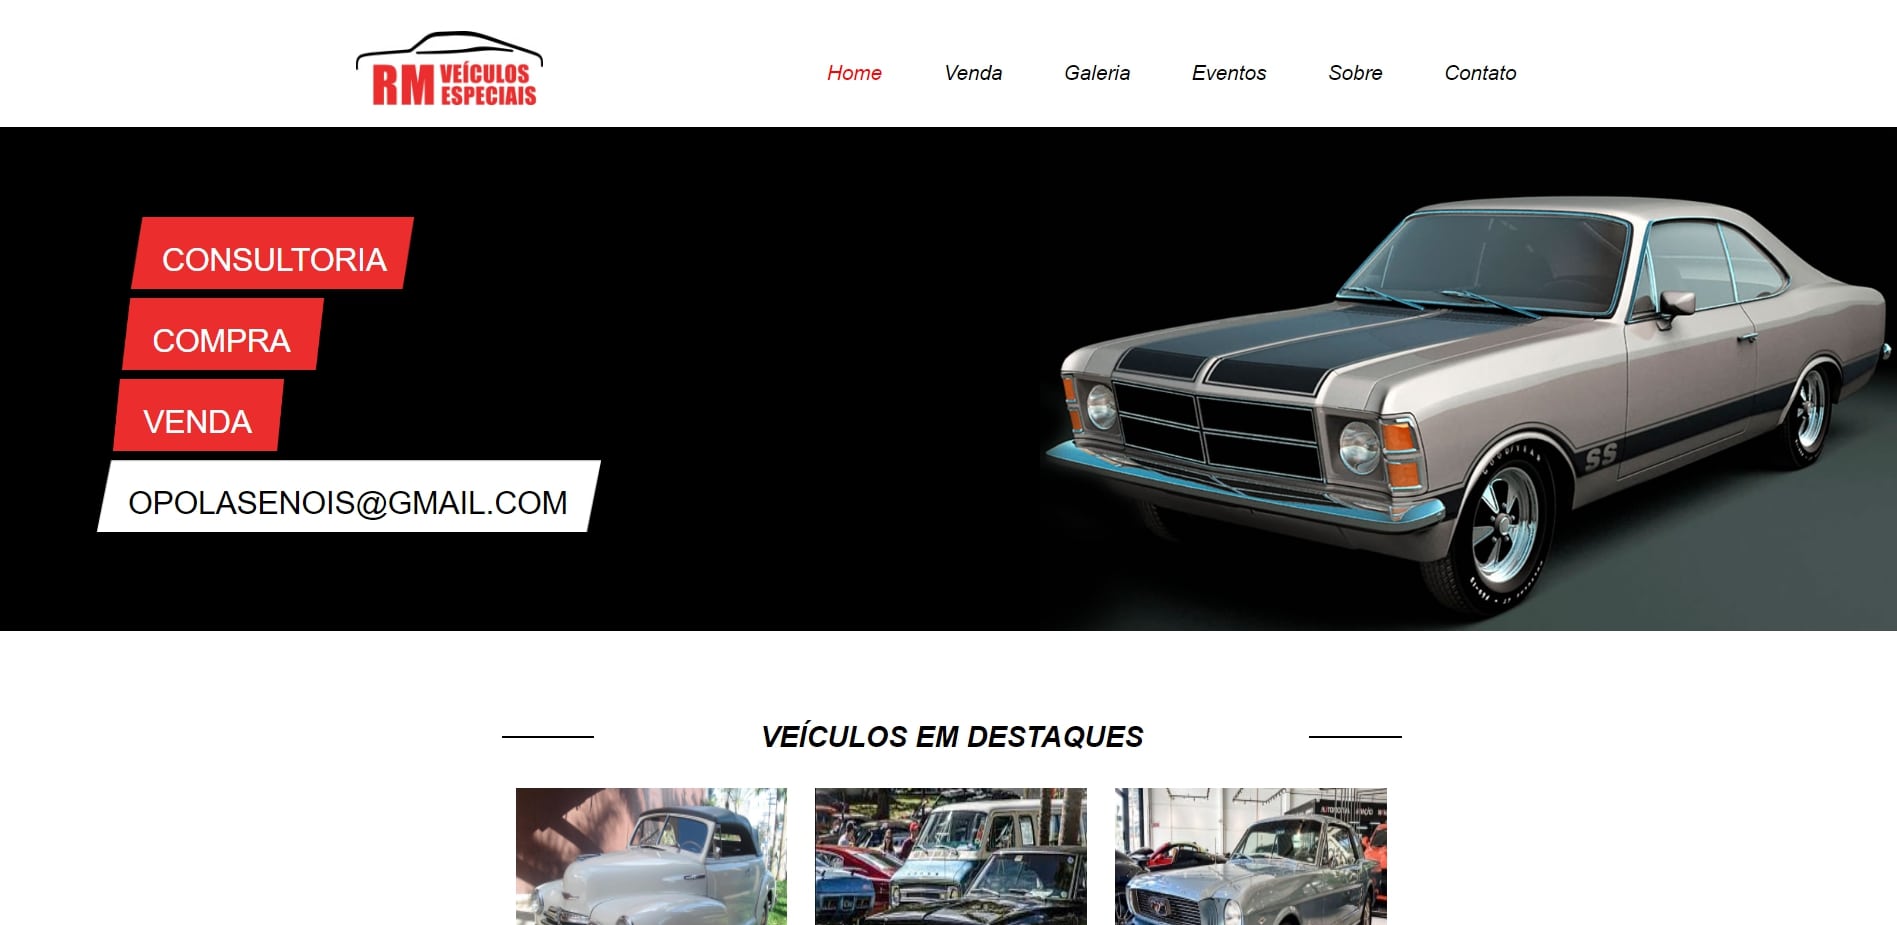 RM VEÍCULOS
ESPECIAIS
Home Venda Galeria Eventos Sobre Contato
CONSULTORIA
COMPRA
VENDA
OPOLASENOIS@GMAIL.COM
GOODYEAR
SS
VEÍCULOS EM DESTAQUES